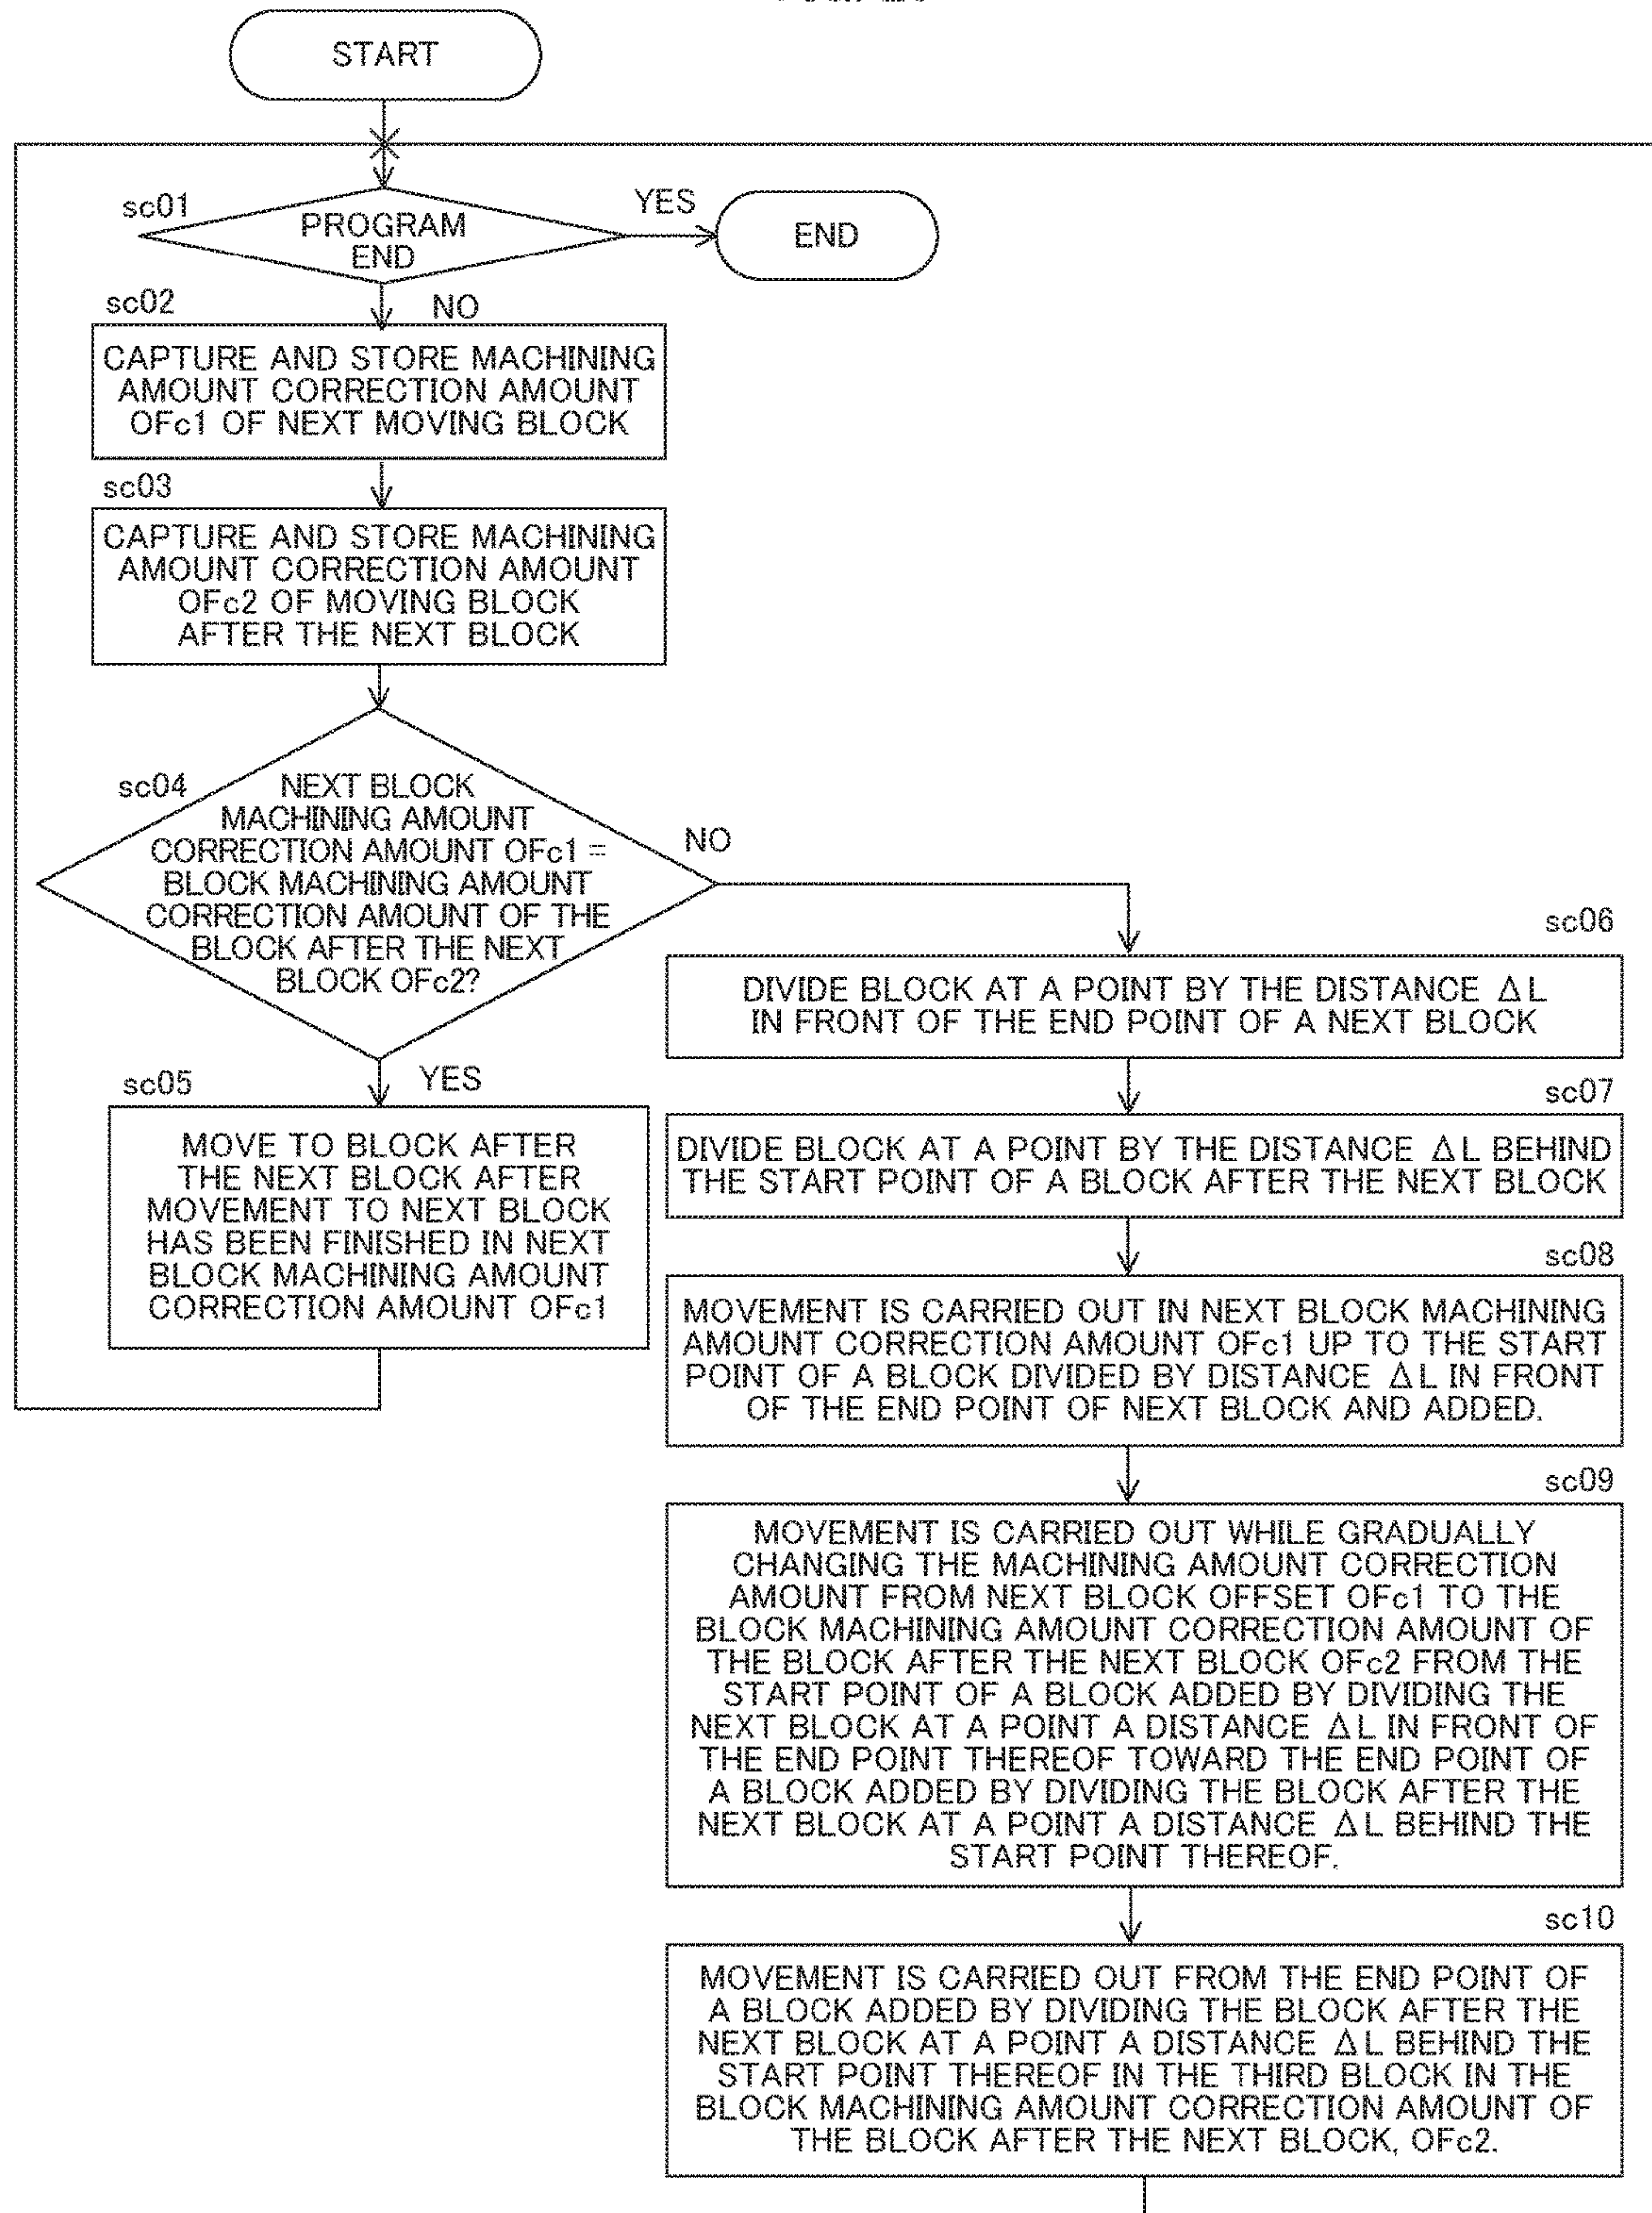 START
sc01
PROGRAM
END
YES
END
NO
sc02
CAPTURE AND STORE MACHINING
AMOUNT CORRECTION AMOUNT
OFc1 OF NEXT MOVING BLOCK
sc03
CAPTURE AND STORE MACHINING
AMOUNT CORRECTION AMOUNT
OFc2 OF MOVING BLOCK
AFTER THE NEXT BLOCK
sc04
NEXT BLOCK
MACHINING AMOUNT
CORRECTION AMOUNT OFc1 =
BLOCK MACHINING AMOUNT
CORRECTION AMOUNT OF THE
BLOCK AFTER THE NEXT
BLOCK OFc2?
NO
YES
sc05
MOVE TO BLOCK AFTER
THE NEXT BLOCK AFTER
MOVEMENT TO NEXT BLOCK
HAS BEEN FINISHED IN NEXT
BLOCK MACHINING AMOUNT
CORRECTION AMOUNT OFc1
sc06
DIVIDE BLOCK AT A POINT BY THE DISTANCE ΔL
IN FRONT OF THE END POINT OF A NEXT BLOCK
sc07
DIVIDE BLOCK AT A POINT BY THE DISTANCE ΔL BEHIND
THE START POINT OF A BLOCK AFTER THE NEXT BLOCK
sc08
MOVEMENT IS CARRIED OUT IN NEXT BLOCK MACHINING
AMOUNT CORRECTION AMOUNT OFc1 UP TO THE START
POINT OF A BLOCK DIVIDED BY DISTANCE ΔL IN FRONT
OF THE END POINT OF NEXT BLOCK AND ADDED.
sc09
MOVEMENT IS CARRIED OUT WHILE GRADUALLY
CHANGING THE MACHINING AMOUNT CORRECTION
AMOUNT FROM NEXT BLOCK OFFSET OFc1 TO THE
BLOCK MACHINING AMOUNT CORRECTION AMOUNT OF
THE BLOCK AFTER THE NEXT BLOCK OFc2 FROM THE
START POINT OF A BLOCK ADDED BY DIVIDING THE
NEXT BLOCK AT A POINT A DISTANCE ΔL IN FRONT OF
THE END POINT THEREOF TOWARD THE END POINT OF
A BLOCK ADDED BY DIVIDING THE BLOCK AFTER THE
NEXT BLOCK AT A POINT A DISTANCE ΔL BEHIND THE
START POINT THEREOF.
sc10
MOVEMENT IS CARRIED OUT FROM THE END POINT OF
A BLOCK ADDED BY DIVIDING THE BLOCK AFTER THE
NEXT BLOCK AT A POINT A DISTANCE ΔL BEHIND THE
START POINT THEREOF IN THE THIRD BLOCK IN THE
BLOCK MACHINING AMOUNT CORRECTION AMOUNT OF
THE BLOCK AFTER THE NEXT BLOCK, OFc2.